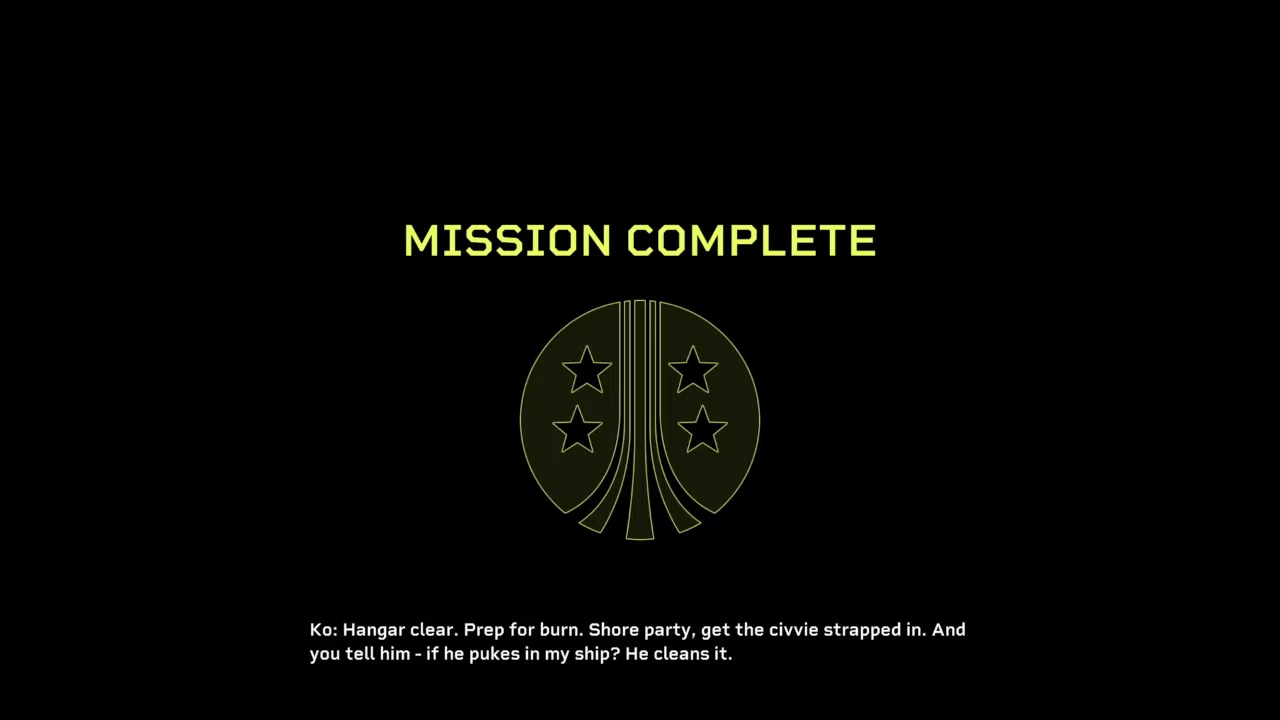 MISSION COMPLETE
Ko: Hangar clear. Prep for burn. Shore party, get the civvie strapped in. And
you tell him - if he pukes in my ship? He cleans it.